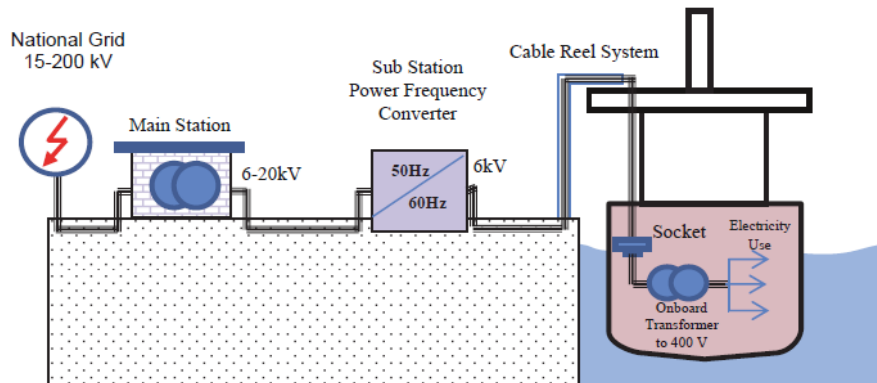 National Grid
15-200 kV
Main Station
6-20kV
Sub Station
Power Frequency
Converter
50Hz
60Hz
6kV
Cable Reel System
Socket
Electricity
Use
Onboard
Transformer
to 400 V